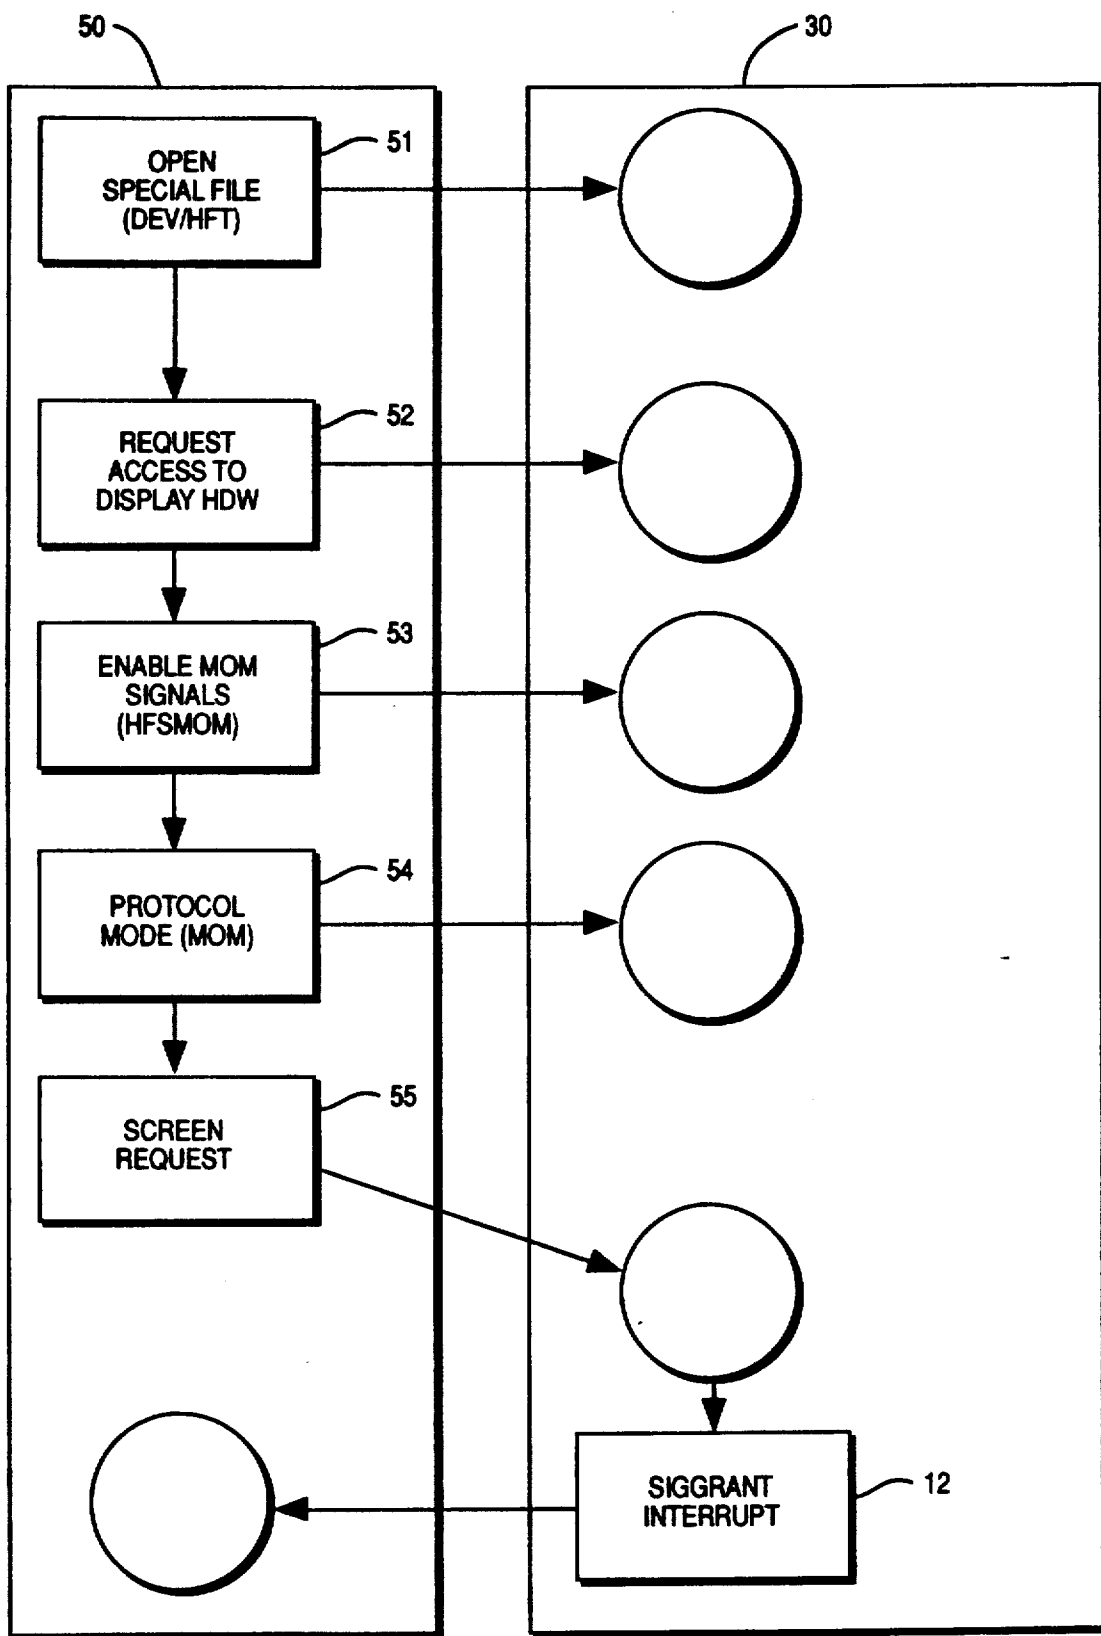 50
30
51
OPEN
SPECIAL FILE
(DEV/HFT)
52
REQUEST
ACCESS TO
DISPLAY HDW
53
ENABLE MOM
SIGNALS
(HFSMOM)
54
PROTOCOL
MODE (MOM)
55
SCREEN
REQUEST
SIGGRANT
INTERRUPT
12